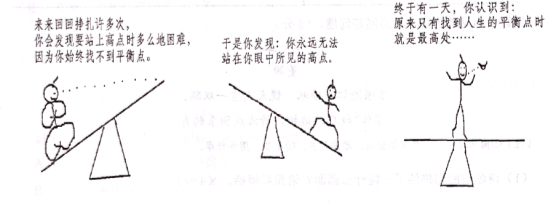 来来回回挣扎许多次，
你会发现要站上高点时多么地困难，
因为你始终找不到平衡点。
于是你发现：你永远无法
站在你眼中所见的高点。
终于有一天，你认识到：
原来只有找到人生的平衡点时
就是最高处……